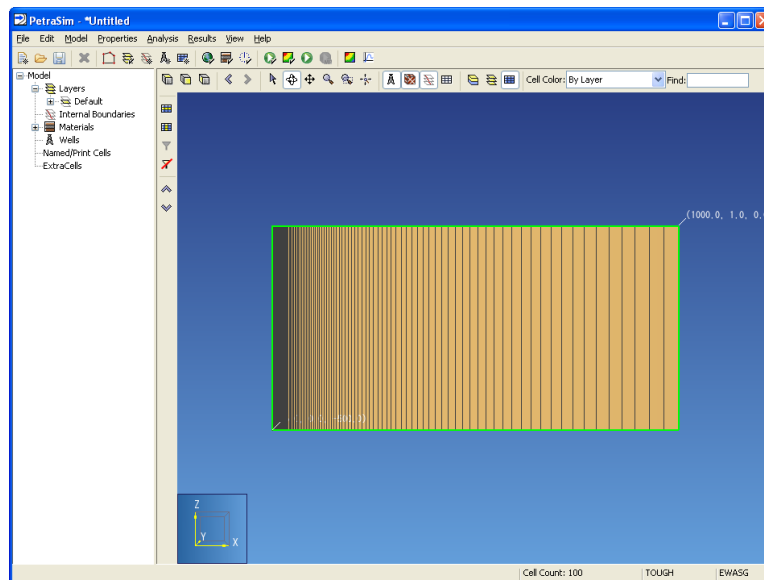 PetraSim - *Untitled
File Edit Model Properties Analysis Results View Help
Cell Color: By Layer Find:
Model
Layers
Default
Internal Boundaries
Materials
Wells
Named/Print Cells
ExtraCells
(1000.0, 1.0, 0.
Z
Y X
Cell Count: 100 TOUGH EWASG